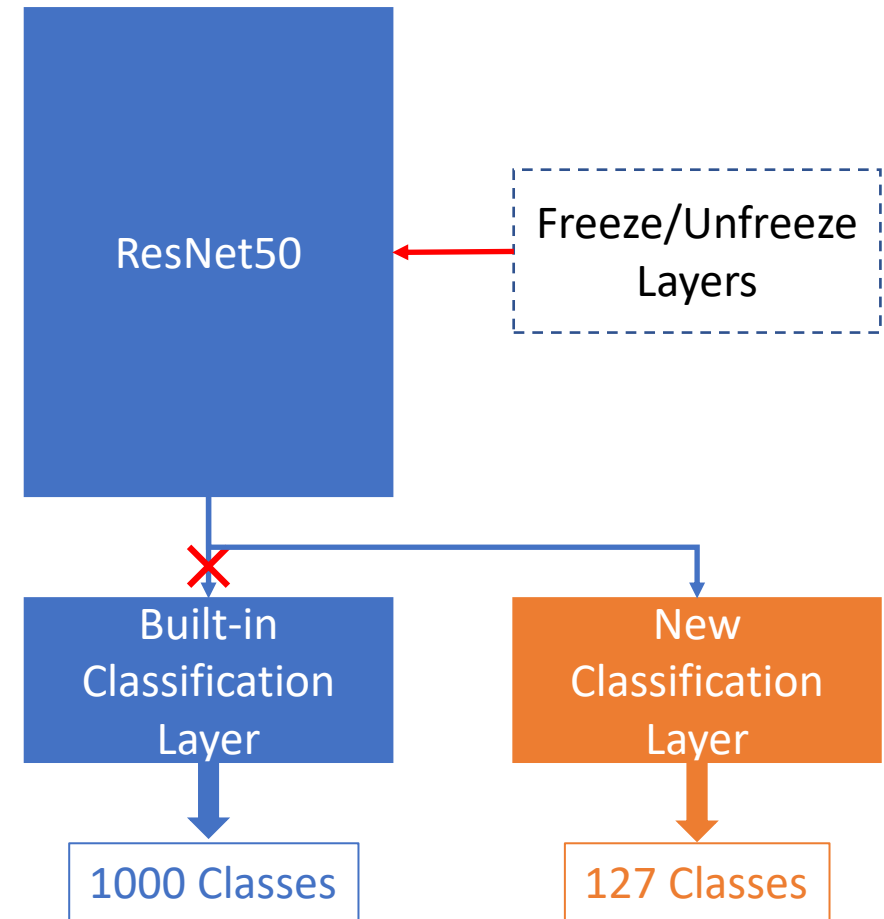 ResNet50
Freeze/Unfreeze
Layers
Built-in
Classification
Layer
New
Classification
Layer
1000 Classes
127 Classes